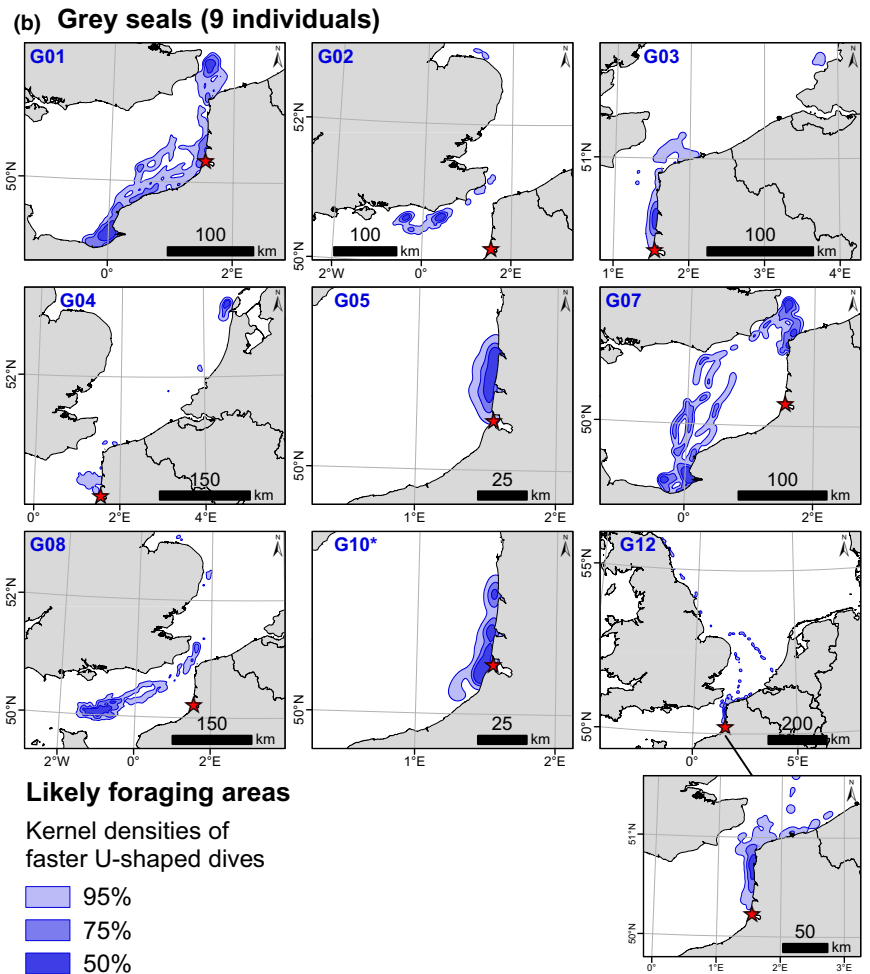 (b) Grey seals (9 individuals)
G01
N
50°N
100
km
0°
2°E
G02
N
52°N
50°N
100
km
2°W
0°
2°E
G03
N
51°N
100
km
1°E
2°E
3°E
4°E
G04
N
52°N
150
km
0°
2°E
4°E
G05
N
50°N
25
km
1°E
2°E
G07
N
50°N
100
km
0°
2°E
G08
N
52°N
50°N
150
km
2°W
0°
2°E
G10*
N
50°N
25
km
1°E
2°E
G12
N
55°N
50°N
200
km
0°
5°E
Likely foraging areas
Kernel densities of
faster U-shaped dives
95%
75%
50%
N
51°N
50°N
50
km
0°
1°E
2°E
3°E